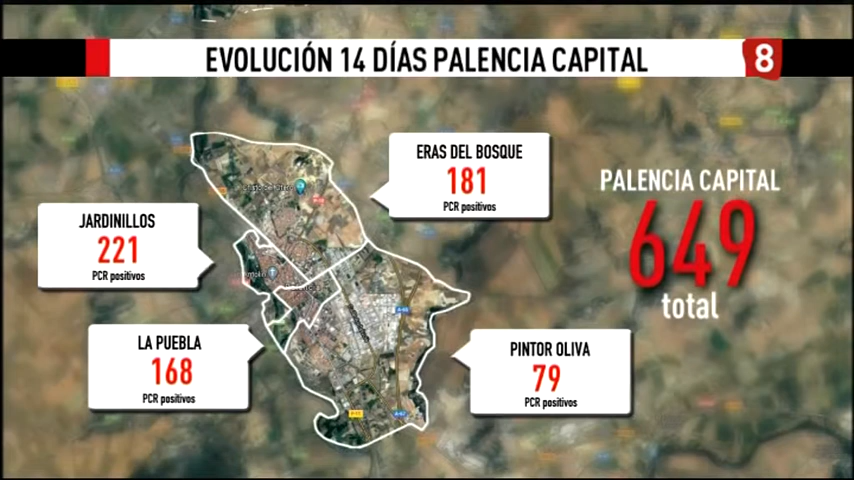 EVOLUCIÓN 14 DÍAS PALENCIA CAPITAL
8
ERAS DEL BOSQUE
181
PCR positivos
PALENCIA CAPITAL
649
total
JARDINILLOS
221
PCR positivos
LA PUEBLA
168
PCR positivos
PINTOR OLIVA
79
PCR positivos